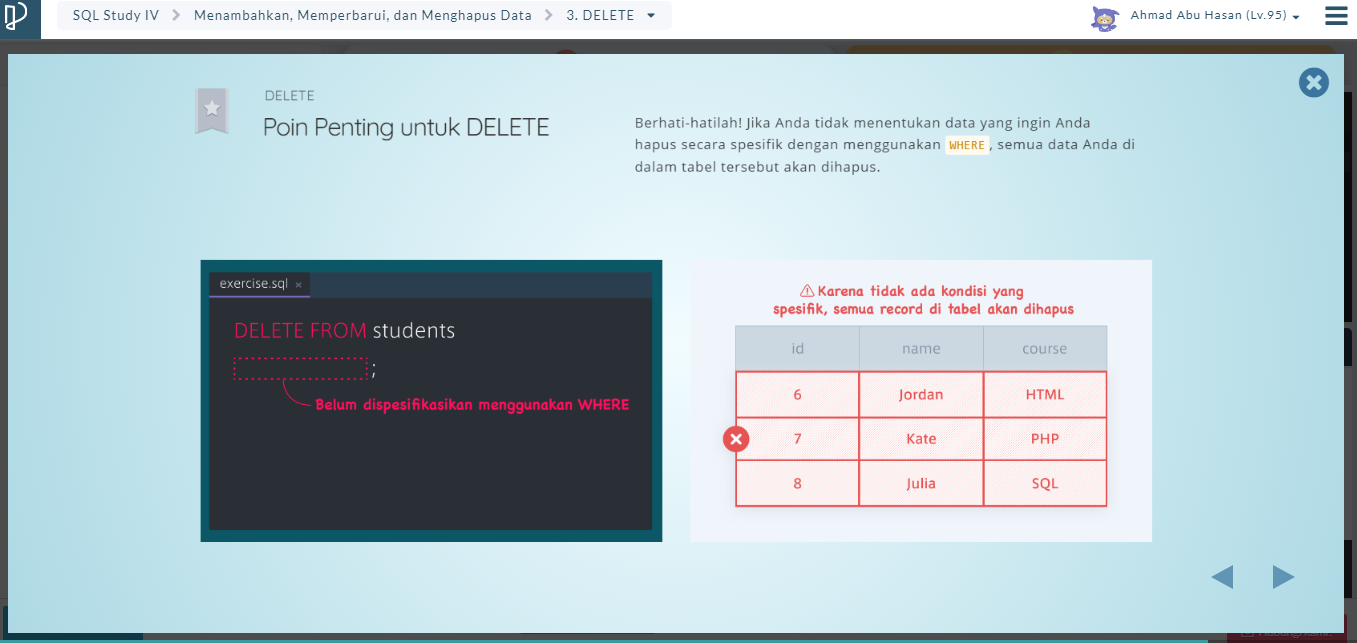 SQL Study IV
Menambahkan, Memperbarui, dan Menghapus Data
3. DELETE
Ahmad Abu Hasan (Lv.95)
DELETE
Poin Penting untuk DELETE
Berhati-hatilah! Jika Anda tidak menentukan data yang ingin Anda
hapus secara spesifik dengan menggunakan WHERE, semua data Anda di
dalam tabel tersebut akan dihapus.
exercise.sql ×
DELETE FROM students
;
Belum dispesifikasikan menggunakan WHERE
Karena tidak ada kondisi yang
spesifik, semua record di tabel akan dihapus
id name course
6 Jordan HTML
7 Kate PHP
8 Julia SQL